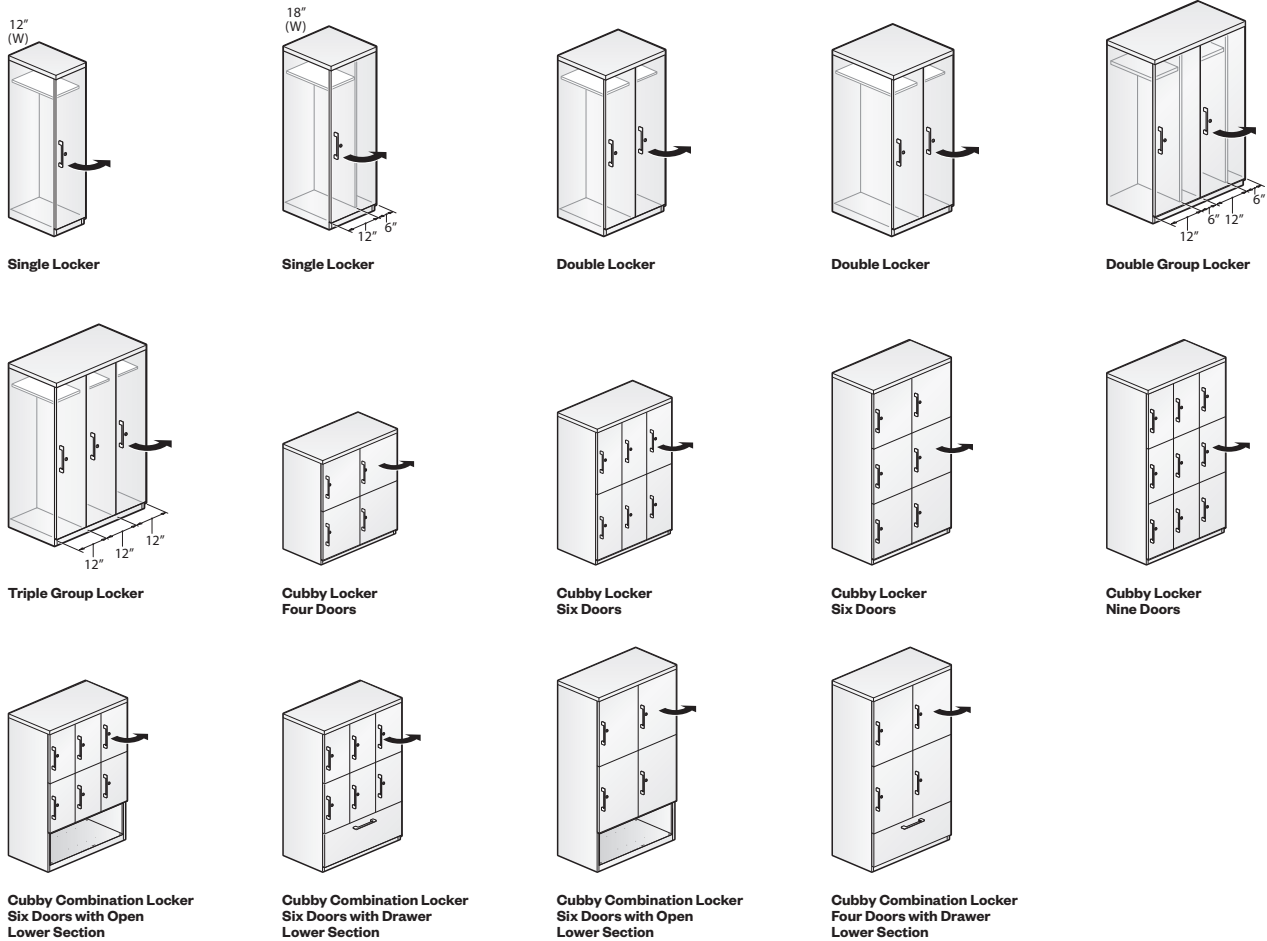 12″
(W)
18″
(W)
12″
6″
12″
6″
12″
6″
Single Locker
Single Locker
Double Locker
Double Locker
Double Group Locker
12″
12″
12″
Triple Group Locker
Cubby Locker
Four Doors
Cubby Locker
Six Doors
Cubby Locker
Six Doors
Cubby Locker
Nine Doors
Cubby Combination Locker
Six Doors with Open
Lower Section
Cubby Combination Locker
Six Doors with Drawer
Lower Section
Cubby Combination Locker
Six Doors with Open
Lower Section
Cubby Combination Locker
Four Doors with Drawer
Lower Section